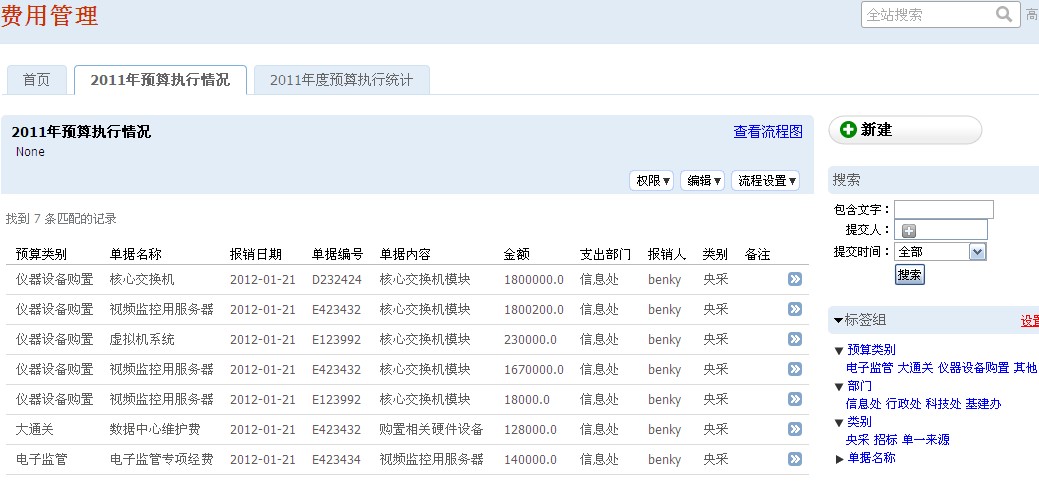 费用管理
全站搜索 高
首页 2011年预算执行情况 2011年度预算执行统计
2011年预算执行情况 查看流程图
None
权限▼ 编辑▼ 流程设置▼
找到 7 条匹配的记录
预算类别 单据名称 报销日期 单据编号 单据内容 金额 支出部门 报销人 类别 备注
仪器设备购置 核心交换机 2012-01-21 D232424 核心交换机模块 1800000.0 信息处 benky 央采
仪器设备购置 视频监控用服务器 2012-01-21 E423432 核心交换机模块 1800200.0 信息处 benky 央采
仪器设备购置 虚拟机系统 2012-01-21 E123992 核心交换机模块 230000.0 信息处 benky 央采
仪器设备购置 视频监控用服务器 2012-01-21 E423432 核心交换机模块 1670000.0 信息处 benky 央采
仪器设备购置 视频监控用服务器 2012-01-21 E123992 核心交换机模块 18000.0 信息处 benky 央采
大通关 数据中心维护费 2012-01-21 E423432 购置相关硬件设备 128000.0 信息处 benky 央采
电子监管 电子监管专项经费 2012-01-21 E423434 视频监控用服务器 140000.0 信息处 benky 央采
新建
搜索
包含文字：
提交人：
提交时间： 全部
搜索
▼标签组 设置
▼ 预算类别
电子监管 大通关 仪器设备购置 其他
▼ 部门
信息处 行政处 科技处 基建办
▼ 类别
央采 招标 单一来源
▶ 单据名称